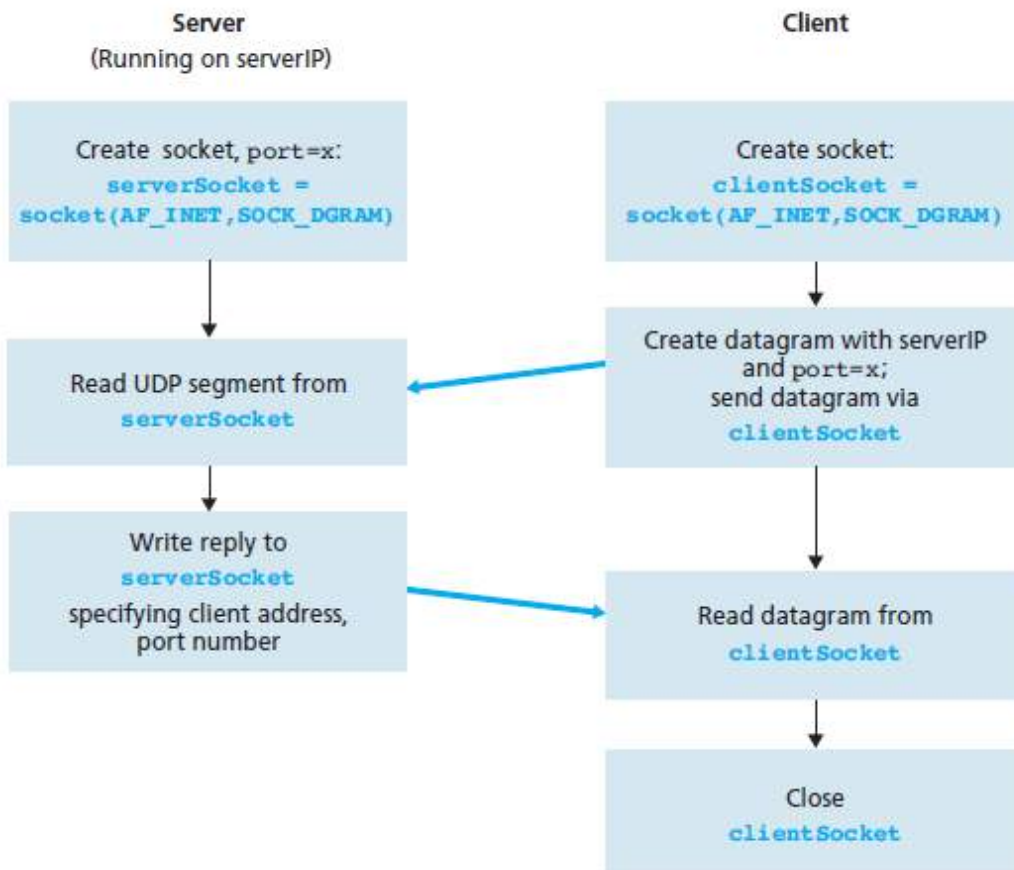 Server
(Running on serverIP)
Create socket, port=x:
serverSocket =
socket(AF_INET,SOCK_DGRAM)
Read UDP segment from
serverSocket
Write reply to
serverSocket
specifying client address,
port number
Client
Create socket:
clientSocket =
socket(AF_INET,SOCK_DGRAM)
Create datagram with serverIP
and port=x;
send datagram via
clientSocket
Read datagram from
clientSocket
Close
clientSocket